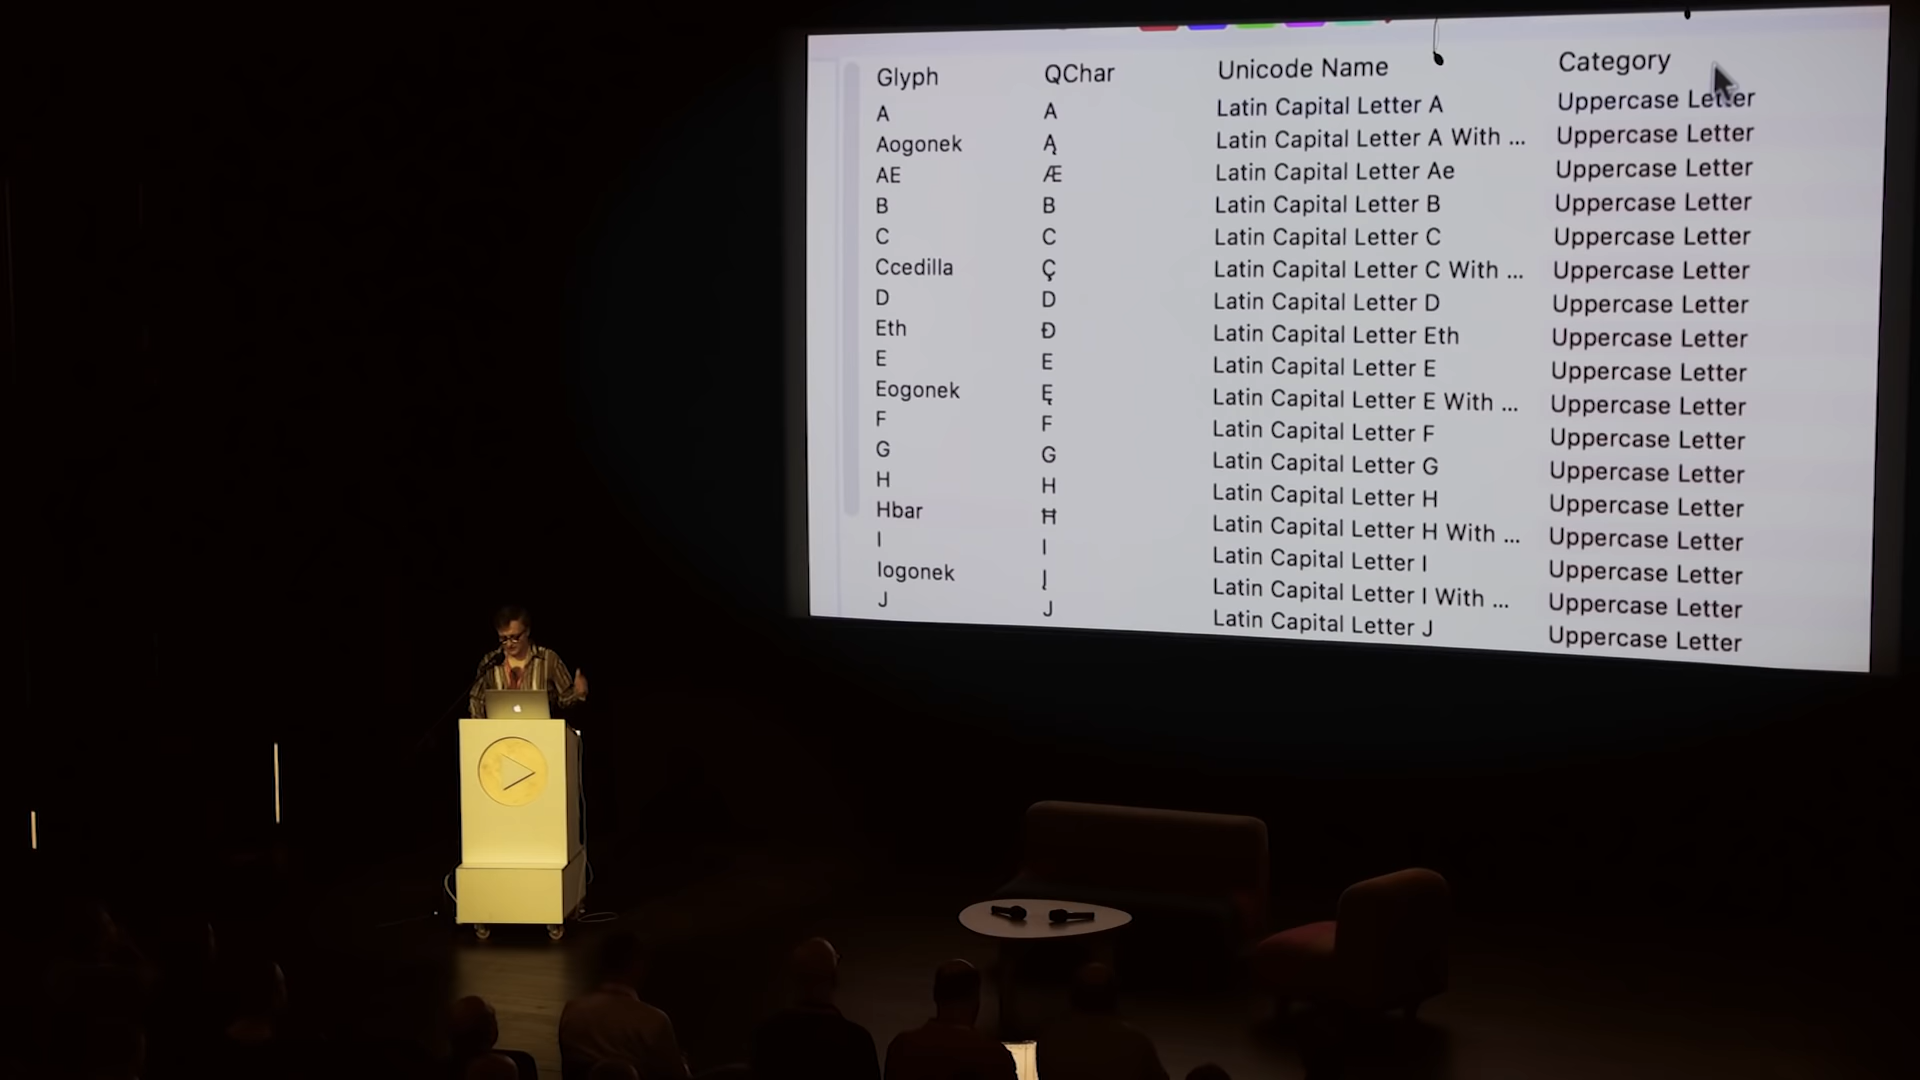 Glyph QChar Unicode Name Category
A A Latin Capital Letter A Uppercase Letter
Aogonek Ą Latin Capital Letter A With ... Uppercase Letter
AE Æ Latin Capital Letter Ae Uppercase Letter
B B Latin Capital Letter B Uppercase Letter
C C Latin Capital Letter C Uppercase Letter
Ccedilla Ç Latin Capital Letter C With ... Uppercase Letter
D D Latin Capital Letter D Uppercase Letter
Eth Ð Latin Capital Letter Eth Uppercase Letter
E E Latin Capital Letter E Uppercase Letter
Eogonek Ę Latin Capital Letter E With ... Uppercase Letter
F F Latin Capital Letter F Uppercase Letter
G G Latin Capital Letter G Uppercase Letter
H H Latin Capital Letter H Uppercase Letter
Hbar Ħ Latin Capital Letter H With ... Uppercase Letter
I I Latin Capital Letter I Uppercase Letter
Iogonek Į Latin Capital Letter I With ... Uppercase Letter
J J Latin Capital Letter J Uppercase Letter